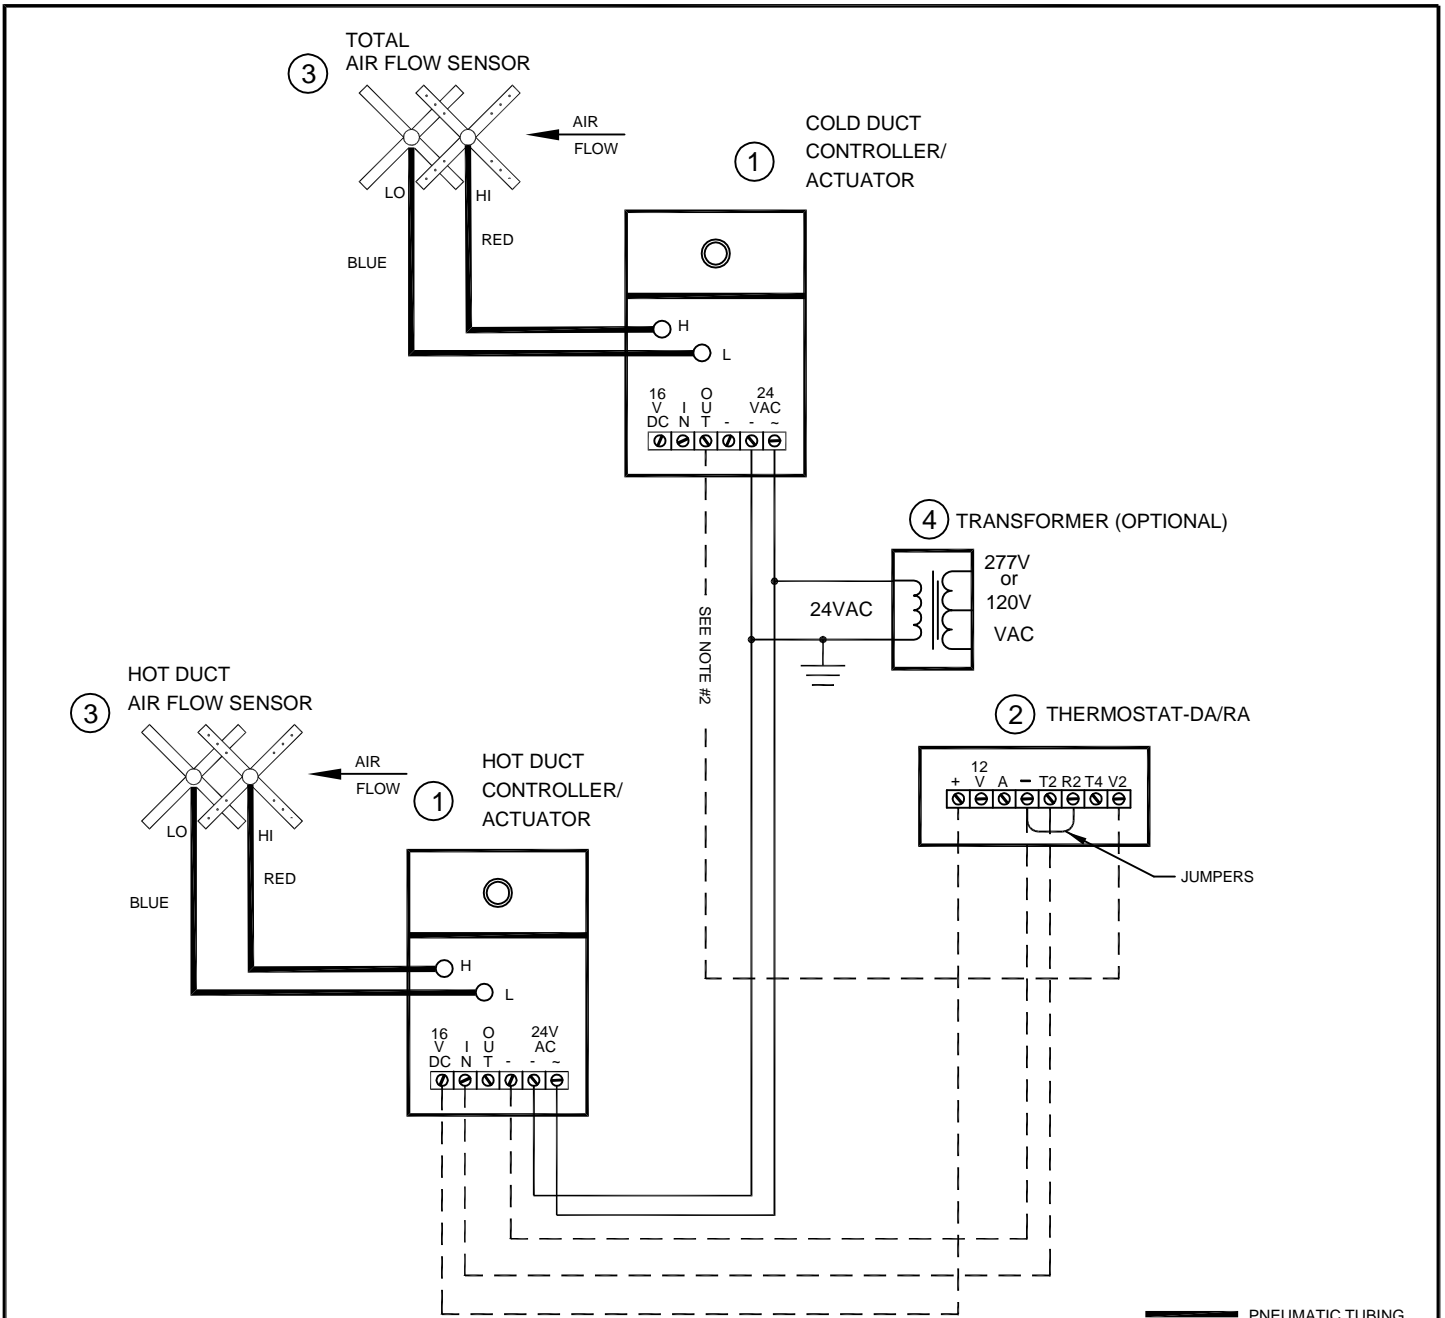 TOTAL
AIR FLOW SENSOR
3
AIR
FLOW
COLD DUCT
CONTROLLER/
ACTUATOR
1
LO
HI
RED
BLUE
H
L
16
V
DC
I
N
O
U
T
-
24
VAC
- ~
4
TRANSFORMER (OPTIONAL)
277V
or
120V
VAC
24VAC
SEE NOTE #2
HOT DUCT
AIR FLOW SENSOR
3
AIR
FLOW
HOT DUCT
CONTROLLER/
ACTUATOR
1
2
THERMOSTAT-DA/RA
+ 12 V A – T2 R2 T4 V2
JUMPERS
LO
HI
RED
BLUE
H
L
16
V
DC
I
N
O
U
T
-
24V
AC
- ~
PNEUMATIC TUBING